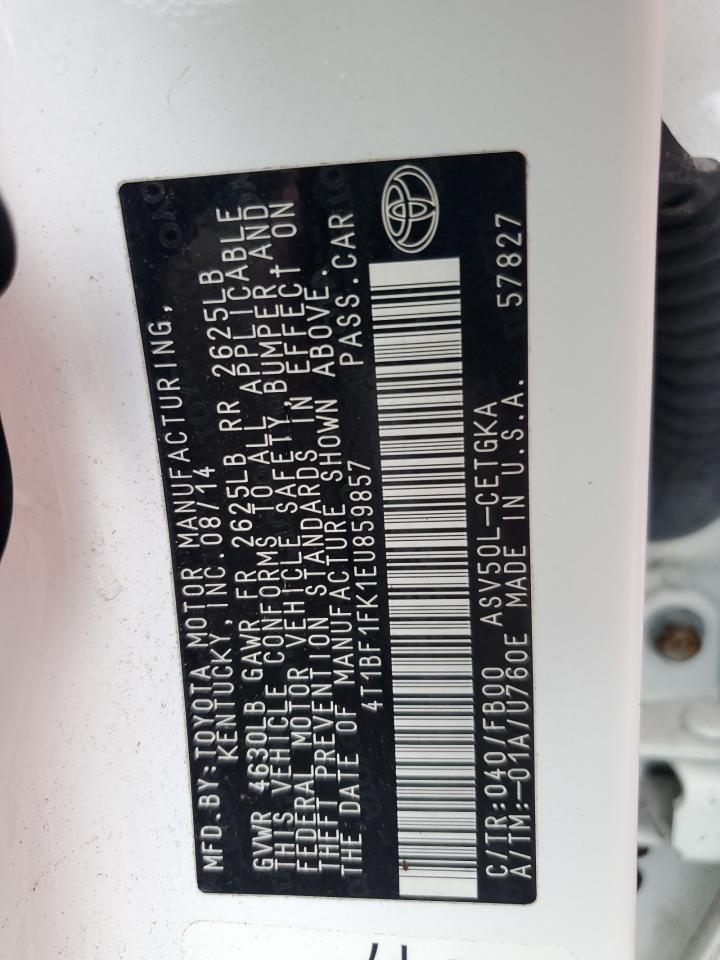 MFD.BY:TOYOTA MOTOR MANUFACTURING,
KENTUCKY, INC. 08/14
GVWR 4630LB GAWR FR 2625LB RR 2625LB
THIS VEHICLE CONFORMS TO ALL APPLICABLE
FEDERAL MOTOR VEHICLE SAFETY, BUMPER, AND
THEFT PREVENTION STANDARDS IN EFFECT ON
THE DATE OF MANUFACTURE SHOWN ABOVE.
4T1BF1FK1EU859857 PASS.CAR
C/TR:040/FB00 ASV50L-CETGKA 57827
A/TM:-01A/U760E MADE IN U.S.A.